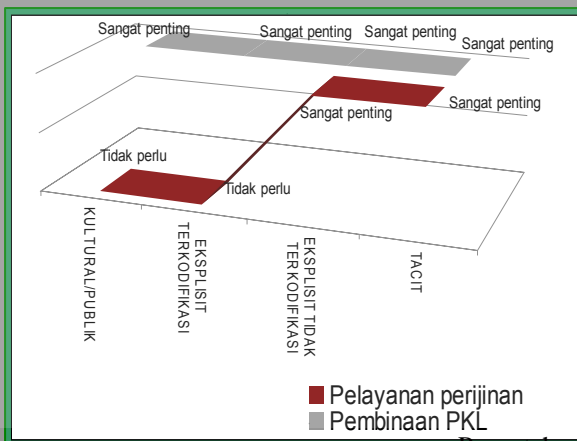 Sangat penting
Sangat penting
Sangat penting
Sangat penting
Sangat penting
Sangat penting
Tidak perlu
Tidak perlu
KULTURAL/PUBLIK
EKSPLISIT
TERKODIFIKASI
EKSPLISIT TIDAK
TERKODIFIKASI
TACIT
Pelayanan perijinan
Pembinaan PKL